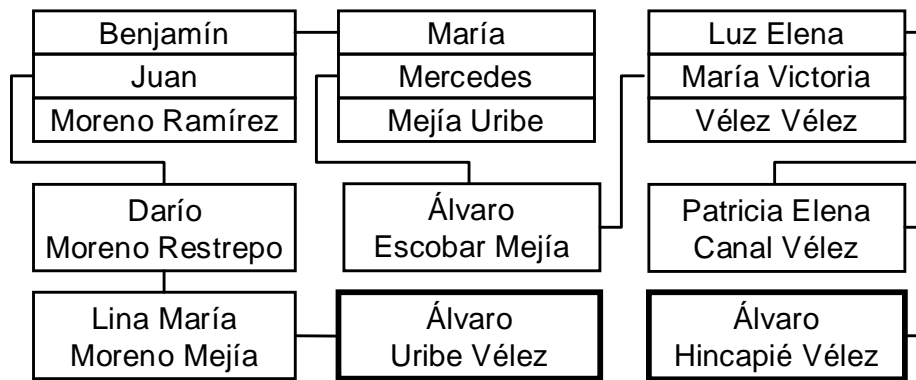 Benjamín
Juan
Moreno Ramírez
María
Mercedes
Mejía Uribe
Luz Elena
María Victoria
Vélez Vélez
Darío
Moreno Restrepo
Álvaro
Escobar Mejía
Patricia Elena
Canal Vélez
Lina María
Moreno Mejía
Álvaro
Uribe Vélez
Álvaro
Hincapié Vélez